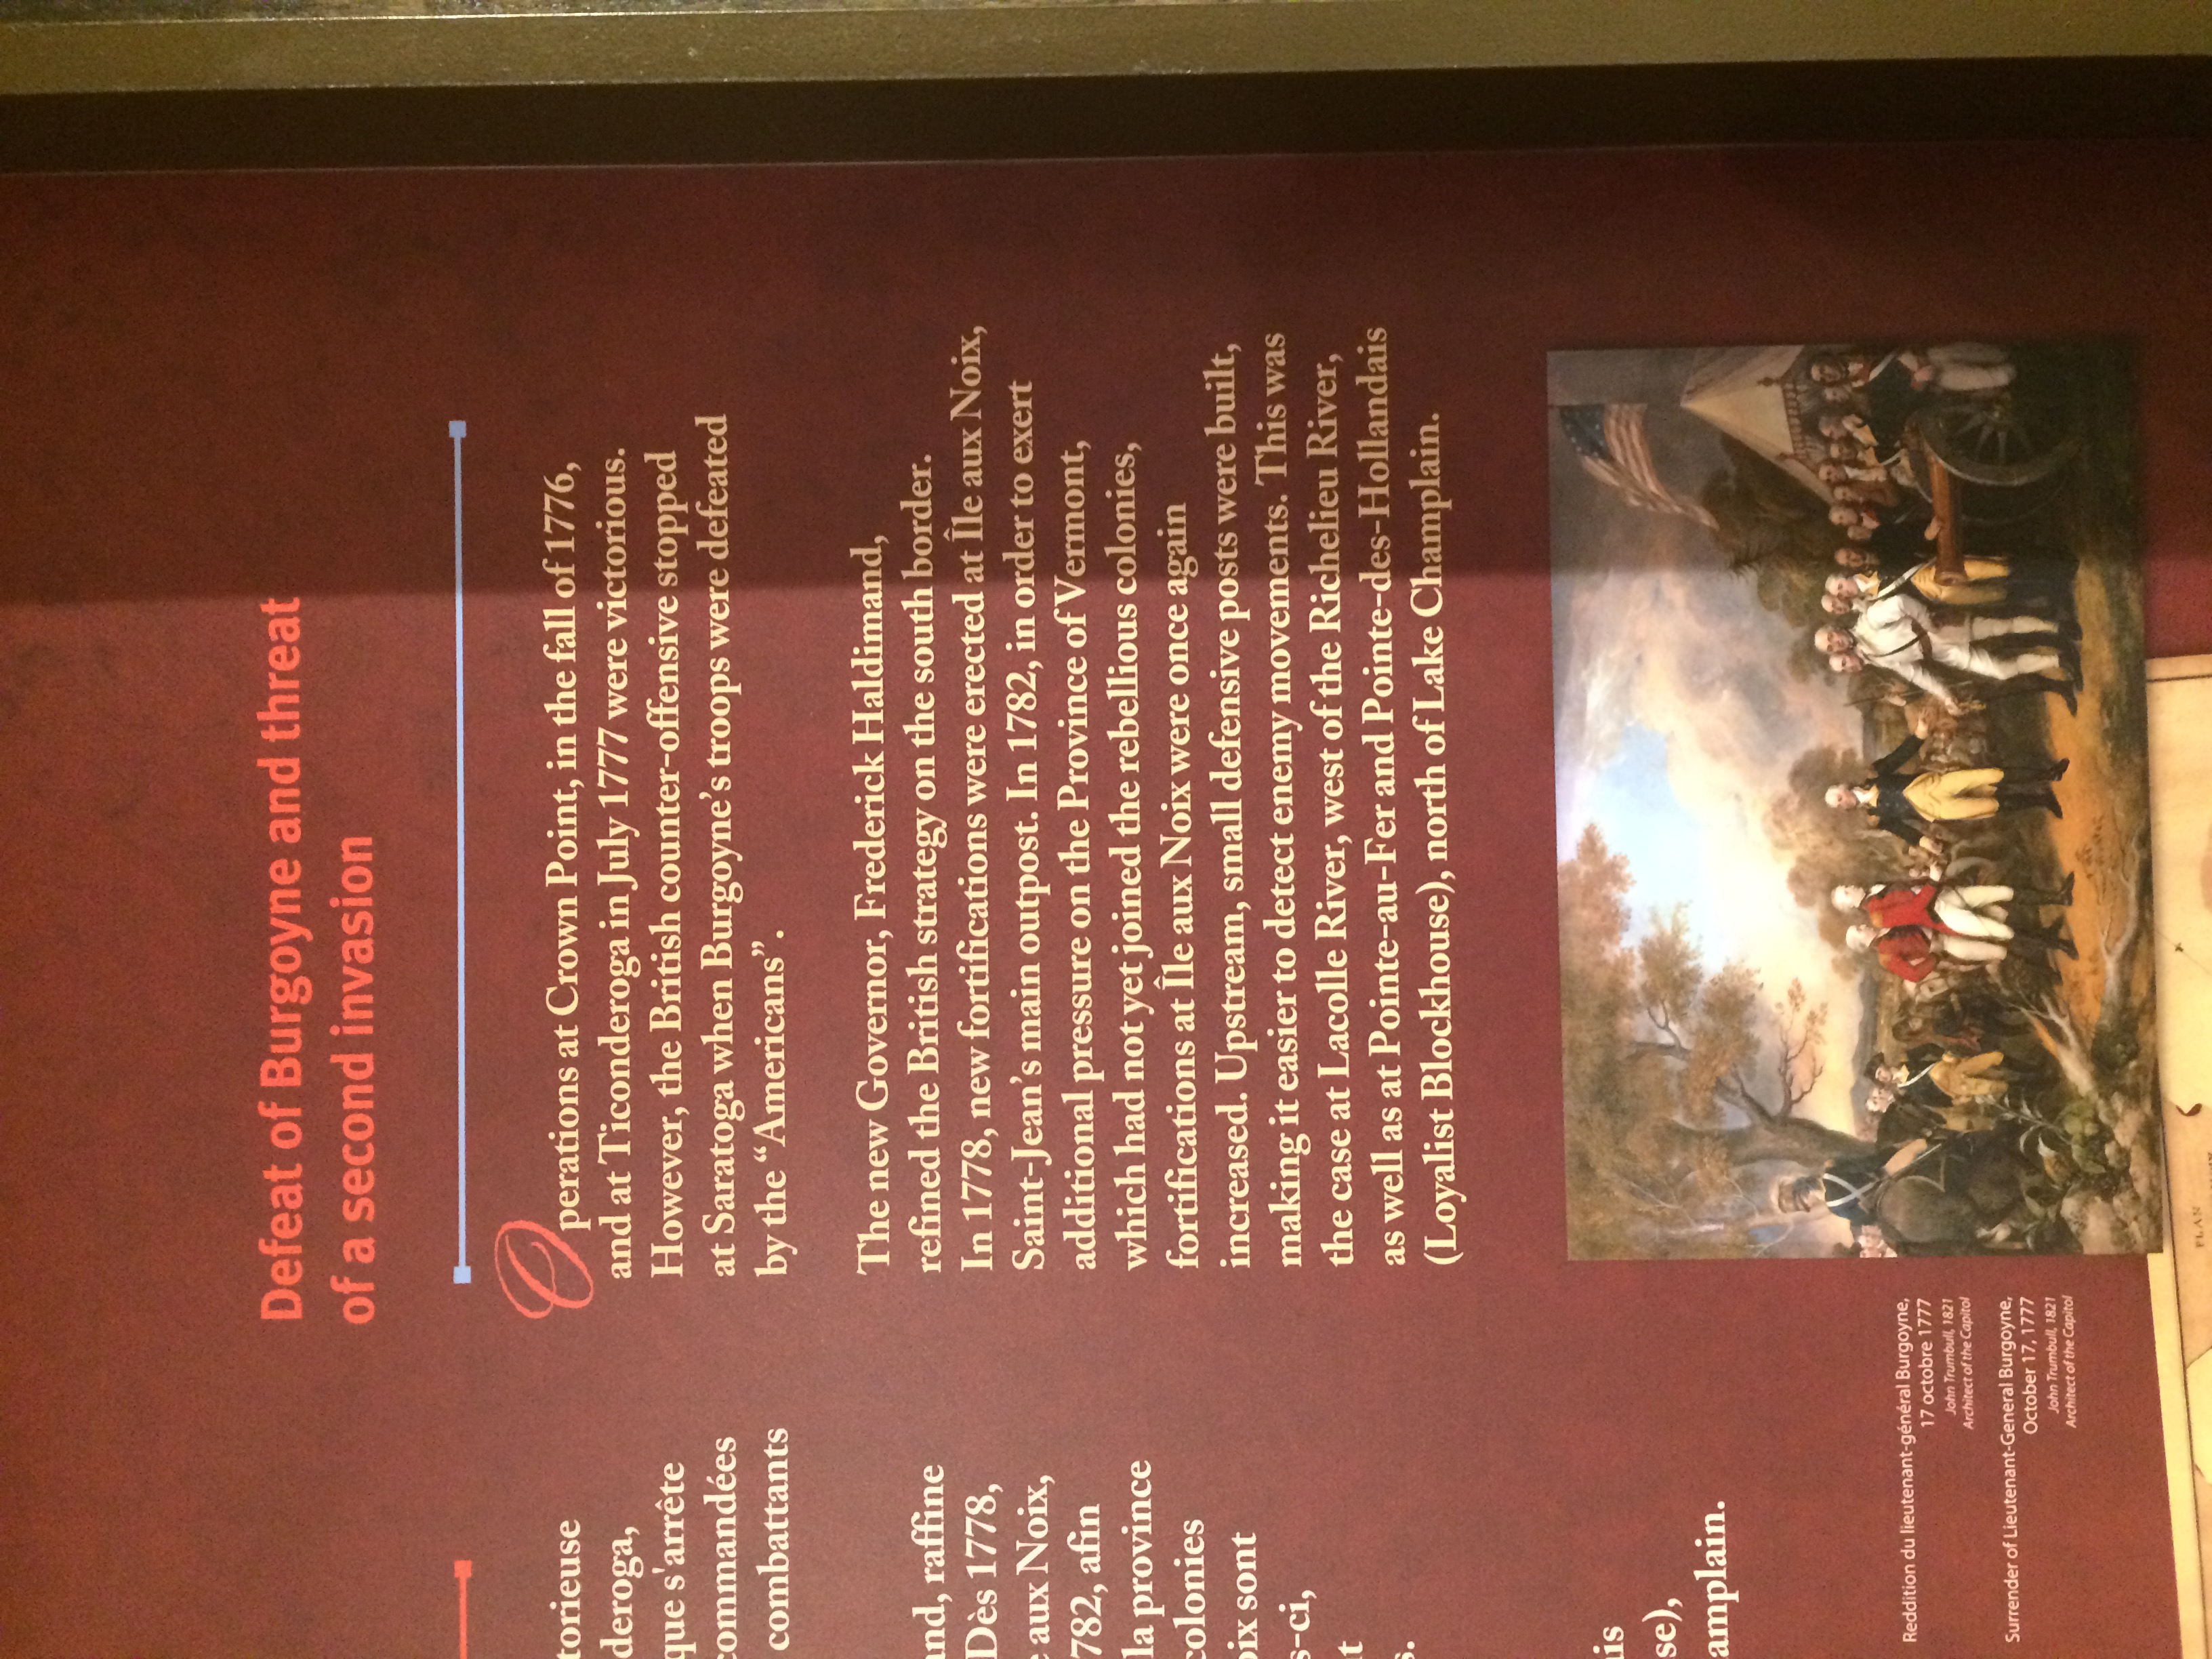 Defeat of Burgoyne and threat
of a second invasion
Operations at Crown Point, in the fall of 1776,
and at Ticonderoga in July 1777 were victorious.
However, the British counter-offensive stopped
at Saratoga when Burgoyne's troops were defeated
by the “Americans”.
The new Governor, Frederick Haldimand,
refined the British strategy on the south border.
In 1778, new fortifications were erected at Île aux Noix,
Saint-Jean's main outpost. In 1782, in order to exert
additional pressure on the Province of Vermont,
which had not yet joined the rebellious colonies,
fortifications at Île aux Noix were once again
increased. Upstream, small defensive posts were built,
making it easier to detect enemy movements. This was
the case at Lacolle River, west of the Richelieu River,
as well as at Pointe-au-Fer and Pointe-des-Hollandais
(Loyalist Blockhouse), north of Lake Champlain.
torieuse
deroga,
que s'arrête
commandées
combattants
and, raffine
Dès 1778,
aux Noix,
782, afin
la province
colonies
oix sont
s-ci,
t
s.
is
se),
amplain.
Reddition du lieutenant-général Burgoyne,
17 octobre 1777
John Trumbull, 1821
Architect of the Capitol
Surrender of Lieutenant-General Burgoyne,
October 17, 1777
John Trumbull, 1821
Architect of the Capitol
PLAN